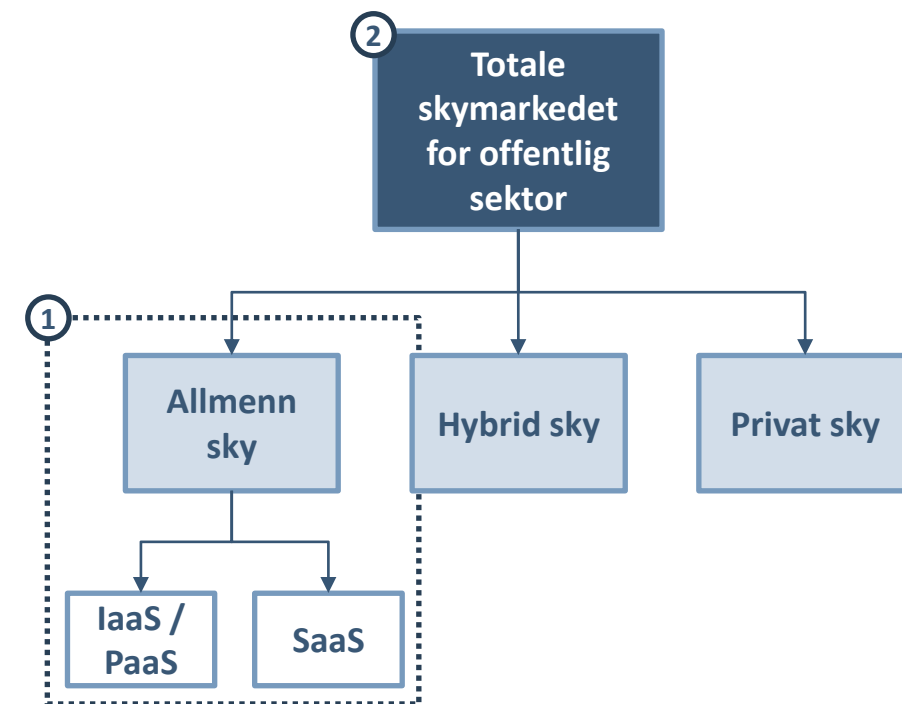 2
Totale
skymarkedet
for offentlig
sektor
1
Allmenn
sky
Hybrid sky
Privat sky
IaaS /
PaaS
SaaS